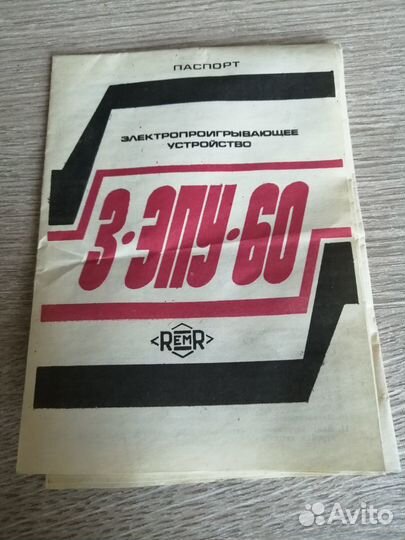 ПАСПОРТ
ЭЛЕКТРОПРОИГРЫВАЮЩЕЕ
УСТРОЙСТВО
3·ЭПУ·60
<REMR>
Avito